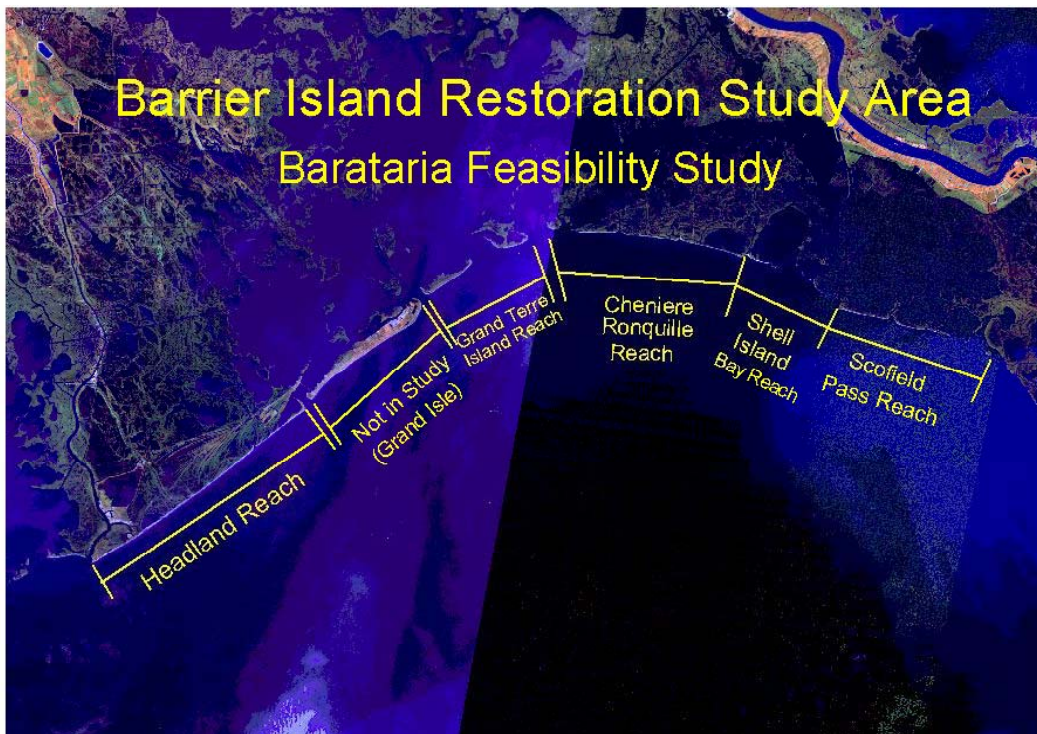 Barrier Island Restoration Study Area
Barataria Feasibility Study
Headland Reach
Not in Study
(Grand Isle)
Grand Terre
Island Reach
Cheniere
Ronquille
Reach
Shell
Island
Bay Reach
Scofield
Pass Reach